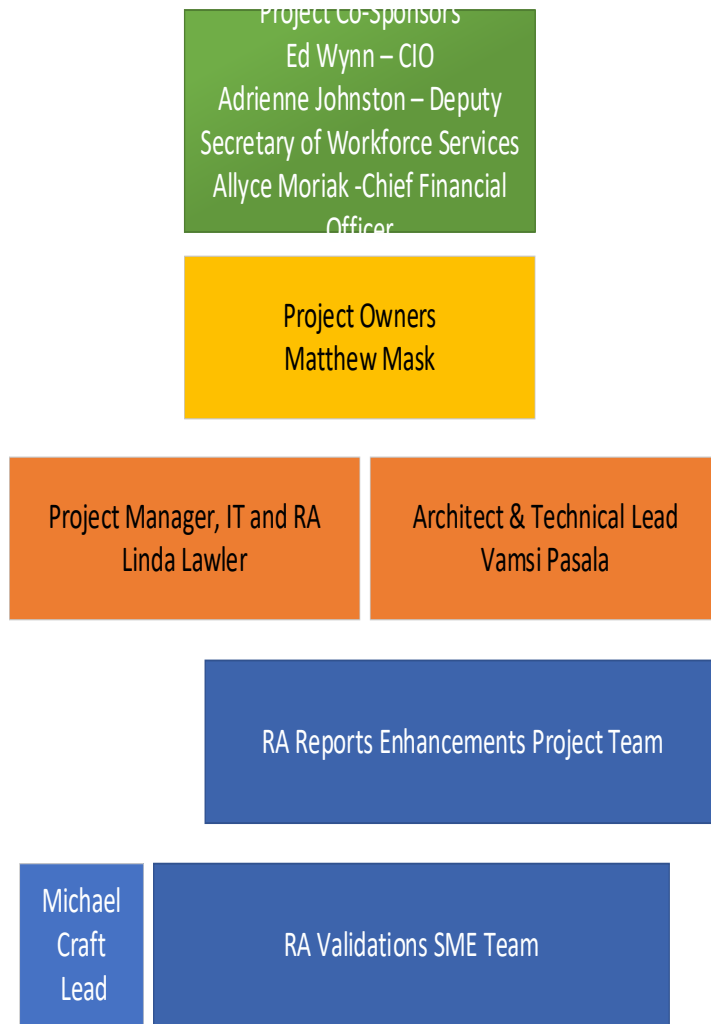 Project Co-Sponsors
Ed Wynn – CIO
Adrienne Johnston – Deputy
Secretary of Workforce Services
Allyce Moriak -Chief Financial
Officer
Project Owners
Matthew Mask
Project Manager, IT and RA
Linda Lawler
Architect & Technical Lead
Vamsi Pasala
RA Reports Enhancements Project Team
Michael
Craft
Lead
RA Validations SME Team